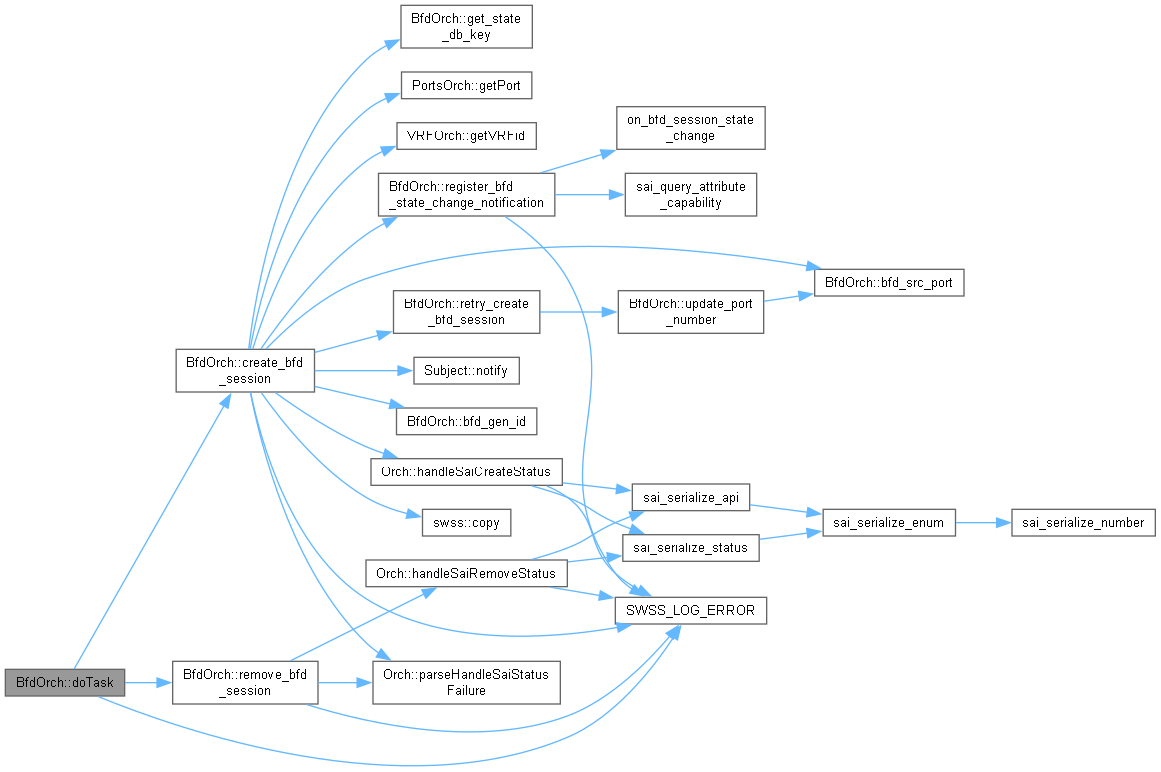 BfdOrch::get_state
_db_key
PortsOrch::getPort
VRFOrch::getVRFid
on_bfd_session_state
_change
BfdOrch::register_bfd
_state_change_notification
sai_query_attribute
_capability
BfdOrch::bfd_src_port
BfdOrch::retry_create
_bfd_session
BfdOrch::update_port
_number
BfdOrch::create_bfd
_session
Subject::notify
BfdOrch::bfd_gen_id
Orch::handleSaiCreateStatus
sai_serialize_api
swss::copy
sai_serialize_enum
sai_serialize_number
sai_serialize_status
Orch::handleSaiRemoveStatus
SWSS_LOG_ERROR
BfdOrch::doTask
BfdOrch::remove_bfd
_session
Orch::parseHandleSaiStatus
Failure